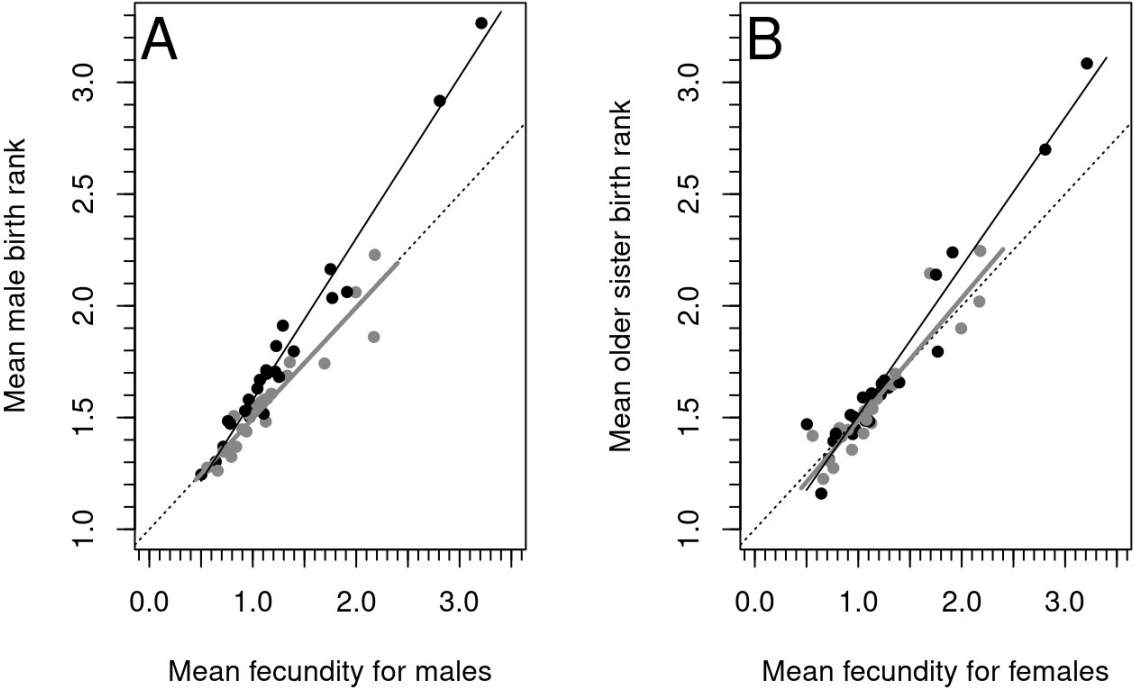 A
Mean male birth rank
3.0
2.5
2.0
1.5
1.0
0.0 1.0 2.0 3.0
Mean fecundity for males
B
Mean older sister birth rank
3.0
2.5
2.0
1.5
1.0
0.0 1.0 2.0 3.0
Mean fecundity for females